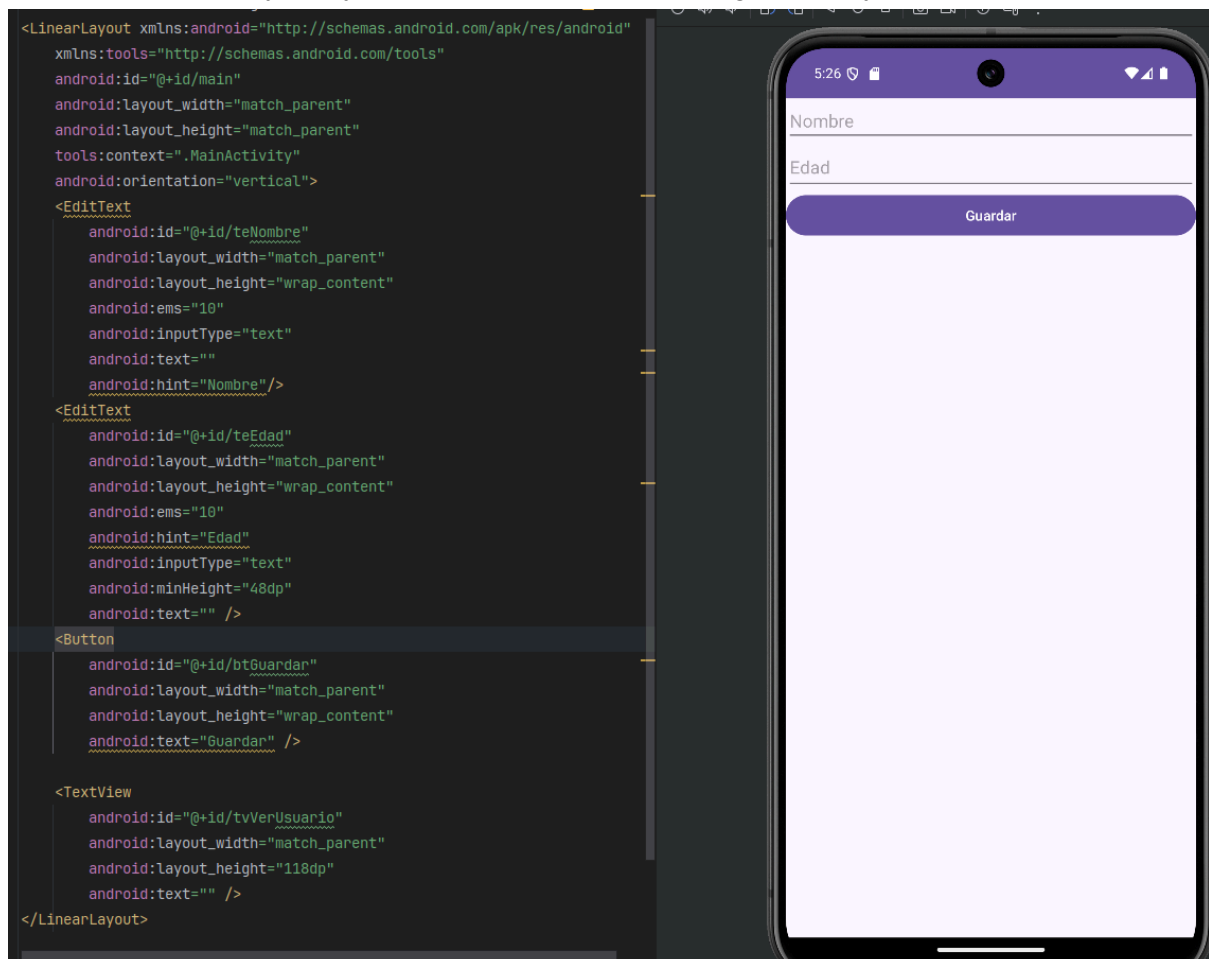 <LinearLayout xmlns:android="http://schemas.android.com/apk/res/android"
xmlns:tools="http://schemas.android.com/tools"
android:id="@+id/main"
android:layout_width="match_parent"
android:layout_height="match_parent"
tools:context=".MainActivity"
android:orientation="vertical">
<EditText
android:id="@+id/teNombre"
android:layout_width="match_parent"
android:layout_height="wrap_content"
android:ems="10"
android:inputType="text"
android:text=""
android:hint="Nombre"/>
<EditText
android:id="@+id/teEdad"
android:layout_width="match_parent"
android:layout_height="wrap_content"
android:ems="10"
android:hint="Edad"
android:inputType="text"
android:minHeight="48dp"
android:text="" />
<Button
android:id="@+id/btGuardar"
android:layout_width="match_parent"
android:layout_height="wrap_content"
android:text="Guardar" />
<TextView
android:id="@+id/tvVerUsuario"
android:layout_width="match_parent"
android:layout_height="118dp"
android:text="" />
</LinearLayout>
5:26
Nombre
Edad
Guardar